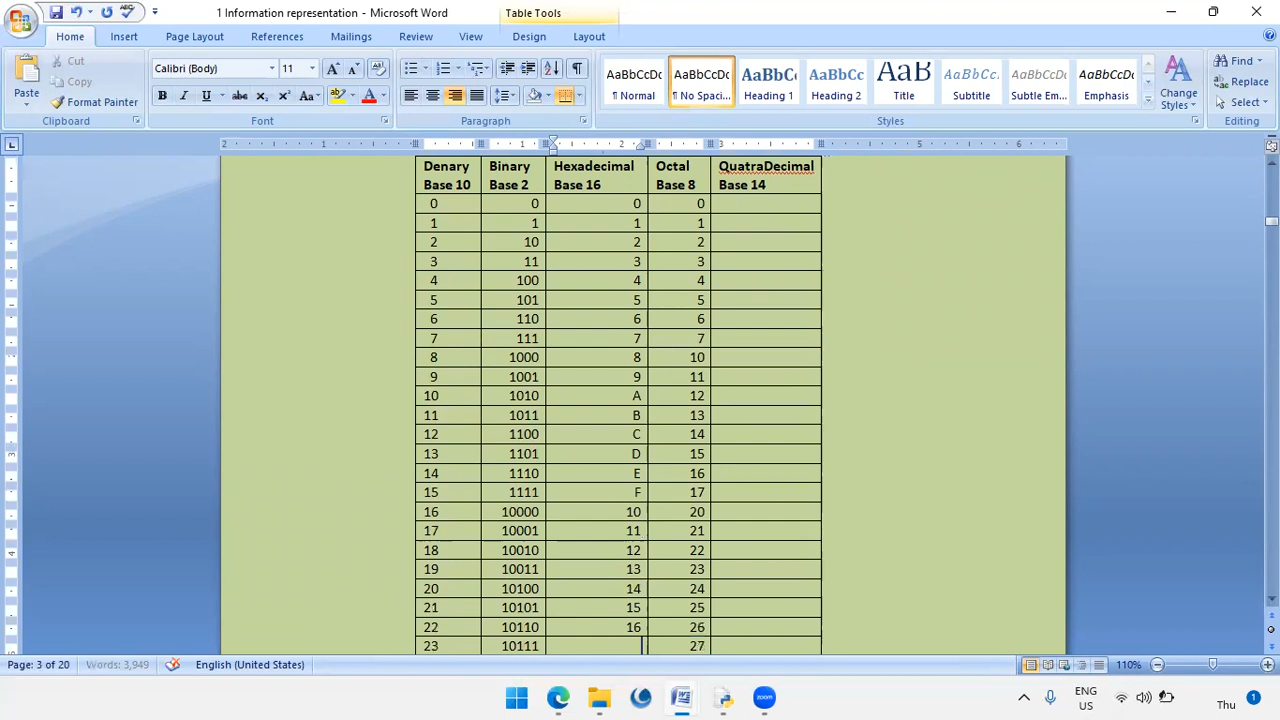 1 Information representation - Microsoft Word
Table Tools
Home Insert Page Layout References Mailings Review View Design Layout
Paste
Cut
Copy
Format Painter
Clipboard
Calibri (Body) 11
Font
Paragraph
AaBbCcDc
¶ Normal
AaBbCcDc
¶ No Spaci...
AaBbCc
Heading 1
AaBbCc
Heading 2
AaB
Title
AaBbCc.
Subtitle
AaBbCcDc
Subtle Em...
AaBbCcDc
Emphasis
Change Styles
Styles
Find
Replace
Select
Editing
Denary Base 10 Binary Base 2 Hexadecimal Base 16 Octal Base 8 QuatraDecimal Base 14
0 0 0 0
1 1 1 1
2 10 2 2
3 11 3 3
4 100 4 4
5 101 5 5
6 110 6 6
7 111 7 7
8 1000 8 10
9 1001 9 11
10 1010 A 12
11 1011 B 13
12 1100 C 14
13 1101 D 15
14 1110 E 16
15 1111 F 17
16 10000 10 20
17 10001 11 21
18 10010 12 22
19 10011 13 23
20 10100 14 24
21 10101 15 25
22 10110 16 26
23 10111 27
Page: 3 of 20 Words: 3,949 English (United States) 110%
zoom
ENG
US
Thu
1